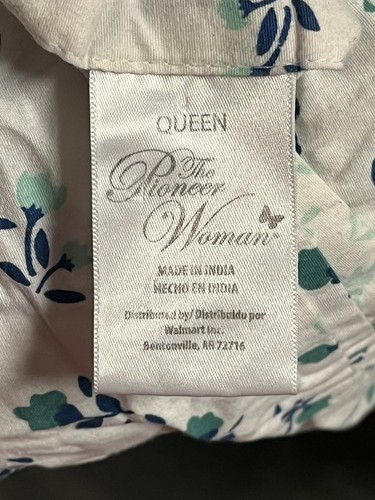 QUEEN
The
Pioneer
Woman
MADE IN INDIA
HECHO EN INDIA
Distributed by/ Distribuido por
Walmart Inc.
Bentonville, AR 72716